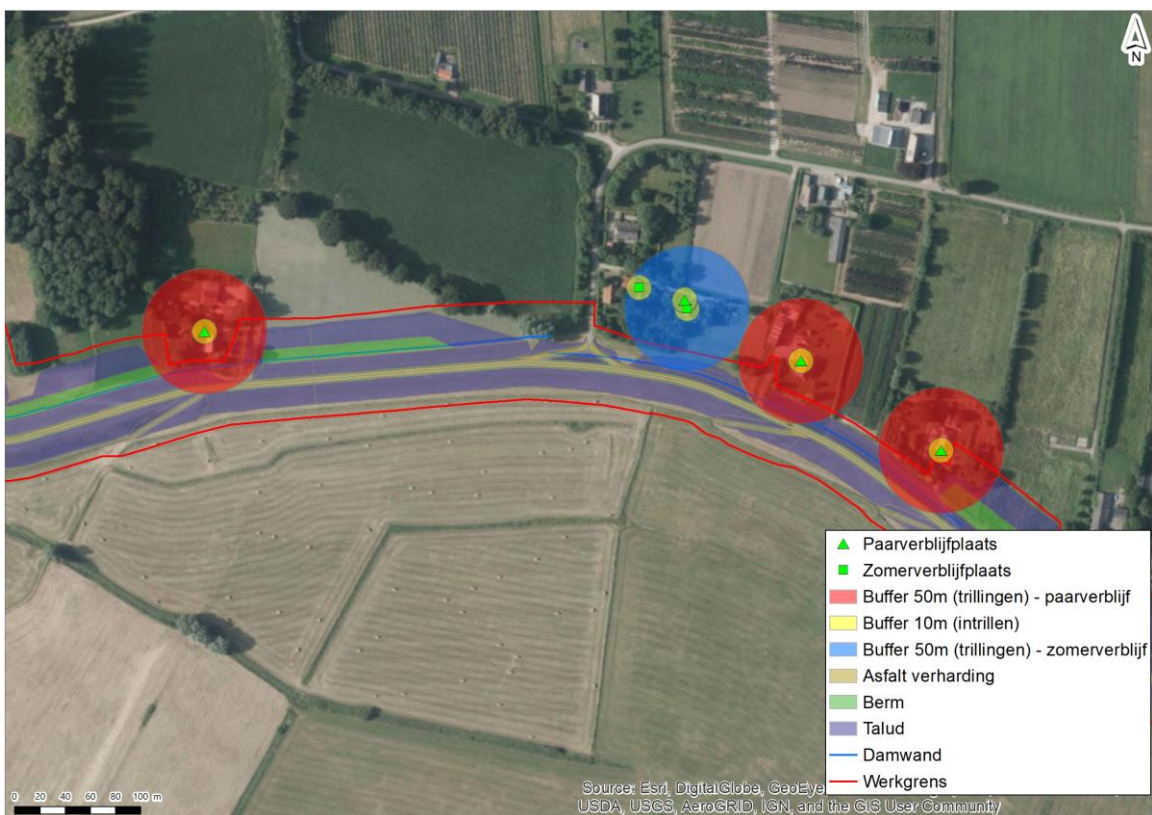 N
Paarverblijfplaats
Zomerverblijfplaats
Buffer 50m (trillingen) - paarverblijf
Buffer 10m (intrillen)
Buffer 50m (trillingen) - zomerverblijf
Asfalt verharding
Berm
Talud
Damwand
Werkgrens
0 20 40 60 80 100 m
Source: Esri, DigitalGlobe, GeoEye
USDA, USGS, AeroGRID, IGN, and the GIS User Community